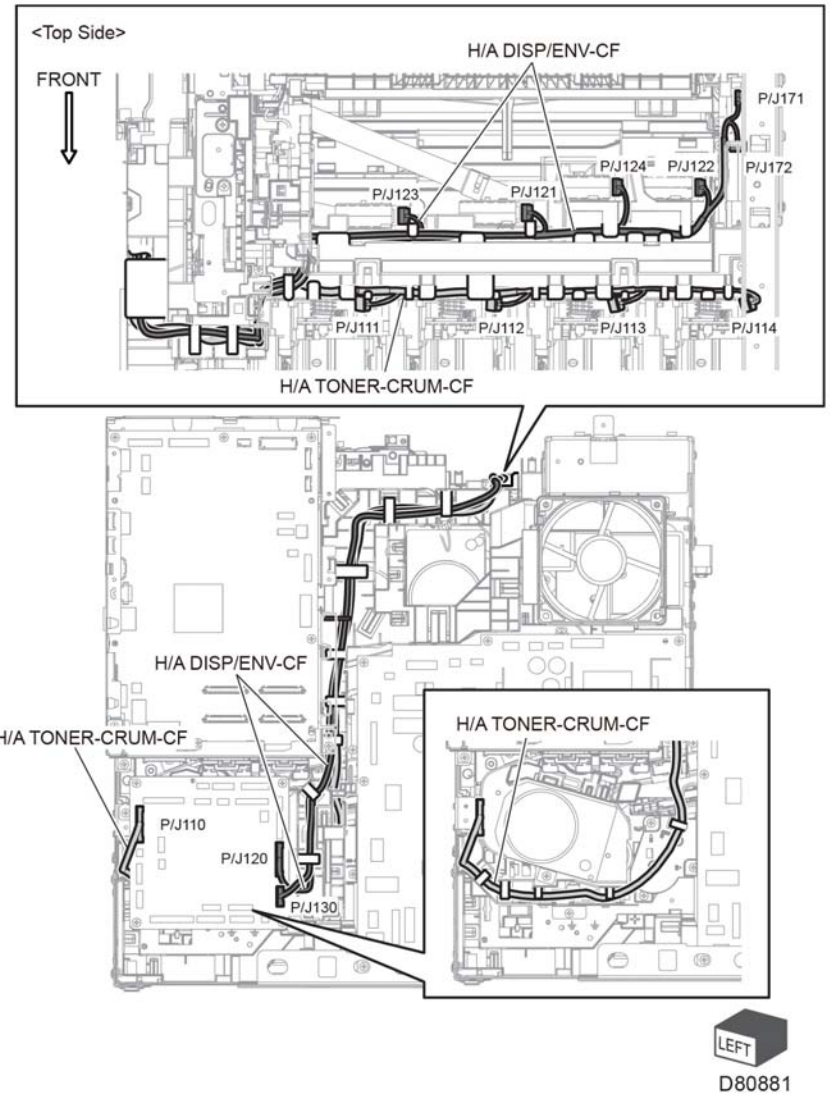 <Top Side>
FRONT
H/A DISP/ENV-CF
P/J171
P/J124
P/J122
P/J172
P/J123
P/J121
P/J111
P/J112
P/J113
P/J114
H/A TONER-CRUM-CF
H/A DISP/ENV-CF
H/A TONER-CRUM-CF
P/J110
P/J120
P/J130
H/A TONER-CRUM-CF
LEFT
D80881